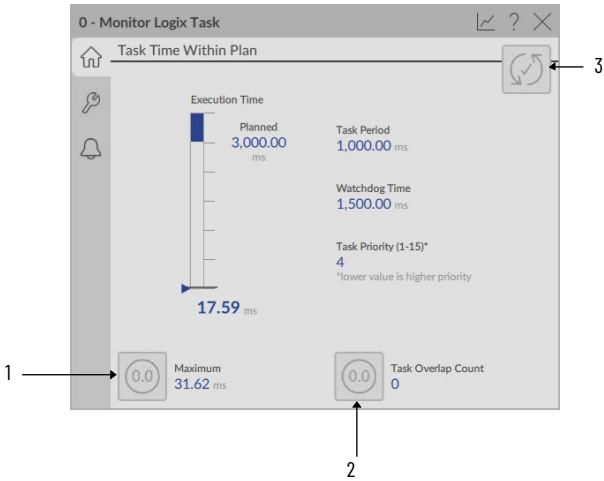 0 - Monitor Logix Task
?
Task Time Within Plan
3
Execution Time
Planned
3,000.00
ms
Task Period
1,000.00 ms
Watchdog Time
1,500.00 ms
Task Priority (1-15)*
4
*lower value is higher priority
17.59 ms
1
0.0
Maximum
31.62 ms
0.0
Task Overlap Count
0
2